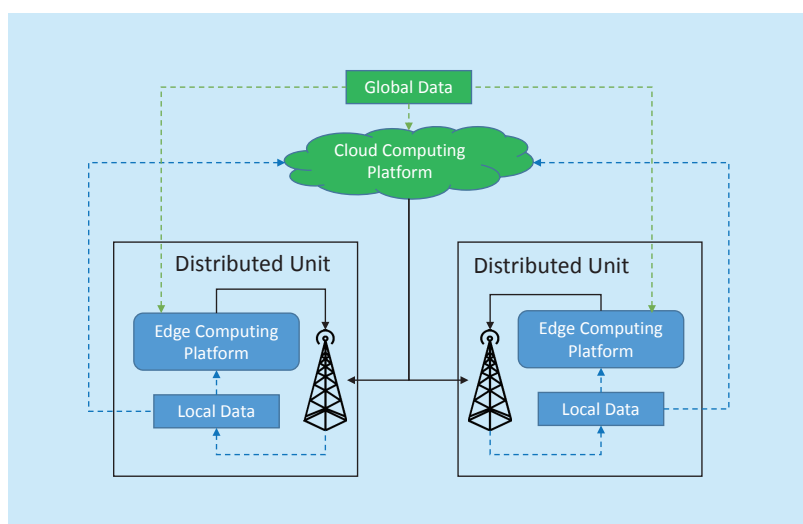 Global Data
Cloud Computing
Platform
Distributed Unit
Edge Computing
Platform
Local Data
Distributed Unit
Edge Computing
Platform
Local Data